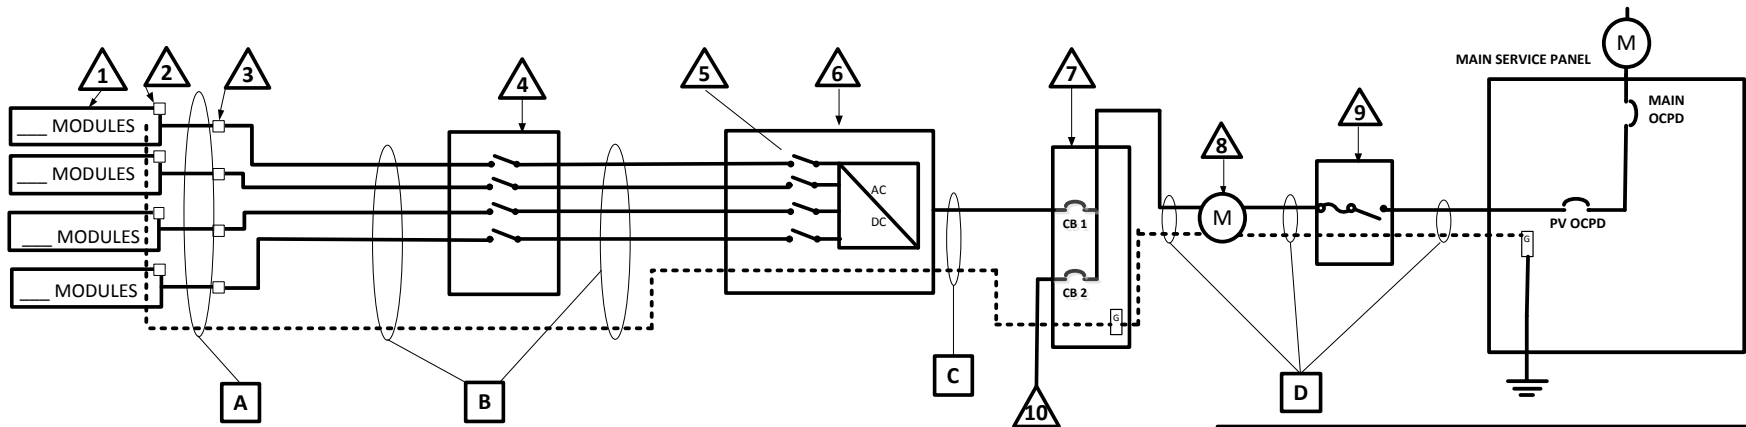 1
2
3
4
5
6
7
8
9
10
M
MAIN SERVICE PANEL
MAIN
OCPD
___ MODULES
___ MODULES
___ MODULES
___ MODULES
AC
DC
CB 1
CB 2
G
M
PV OCPD
G
A
B
C
D